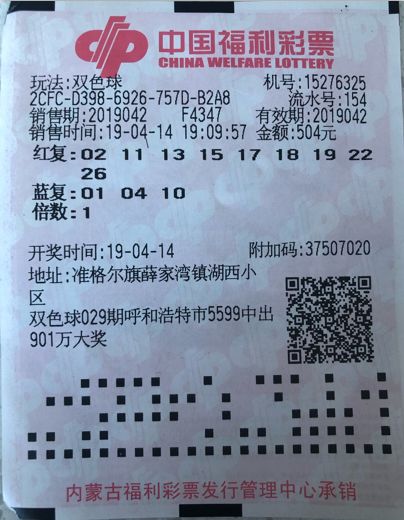 中国福利彩票
CHINA WELFARE LOTTERY
玩法:双色球 机号:15276325
2CFC-D398-6926-757D-B2A8 流水号:154
销售期:2019042 F4347 有效期:2019042
销售时间:19-04-14 19:09:57 金额:504元
红复:02 11 13 15 17 18 19 22
26
蓝复:01 04 10
倍数:1
开奖时间:19-04-14 附加码:37507020
地址:准格尔旗薛家湾镇湖西小
区
双色球029期呼和浩特市5599中出
901万大奖
内蒙古福利彩票发行管理中心承销